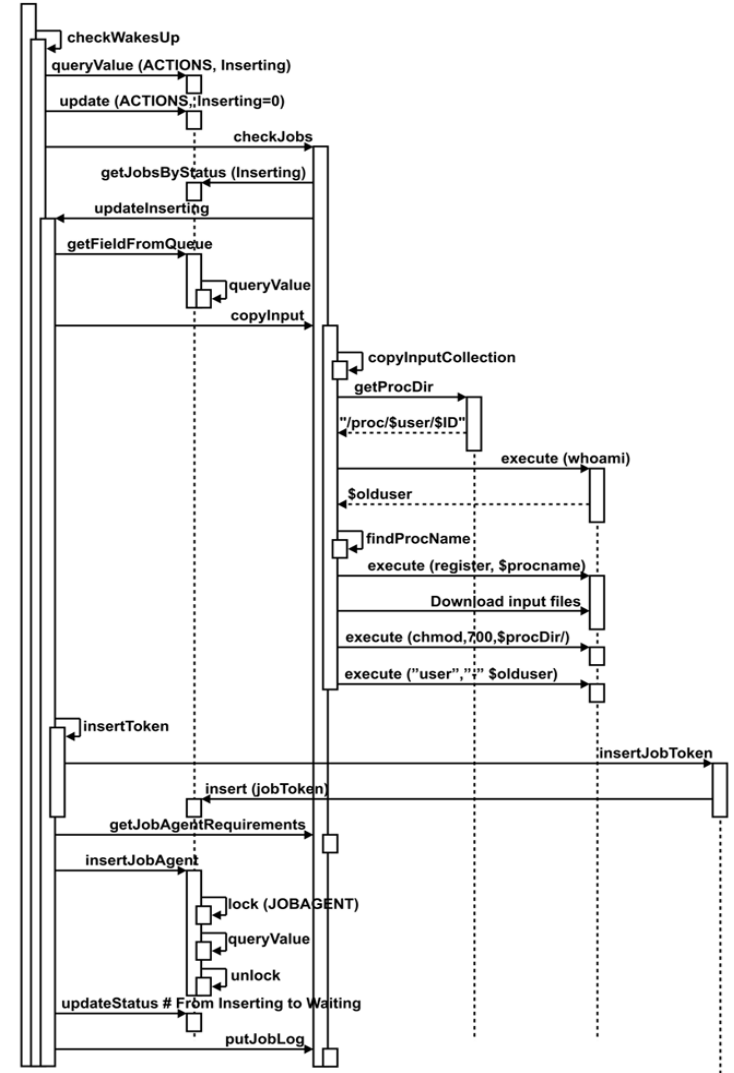 checkWakesUp
queryValue (ACTIONS, Inserting)
update (ACTIONS, Inserting=0)
checkJobs
getJobsByStatus (Inserting)
updateInserting
getFieldFromQueue
queryValue
copyInput
copyInputCollection
getProcDir
"/proc/$user/$ID"
execute (whoami)
$olduser
findProcName
execute (register, $procname)
Download input files
execute (chmod,700,$procDir/)
execute (”user”,”-” $olduser)
insertToken
insertJobToken
insert (jobToken)
getJobAgentRequirements
insertJobAgent
lock (JOBAGENT)
queryValue
unlock
updateStatus # From Inserting to Waiting
putJobLog